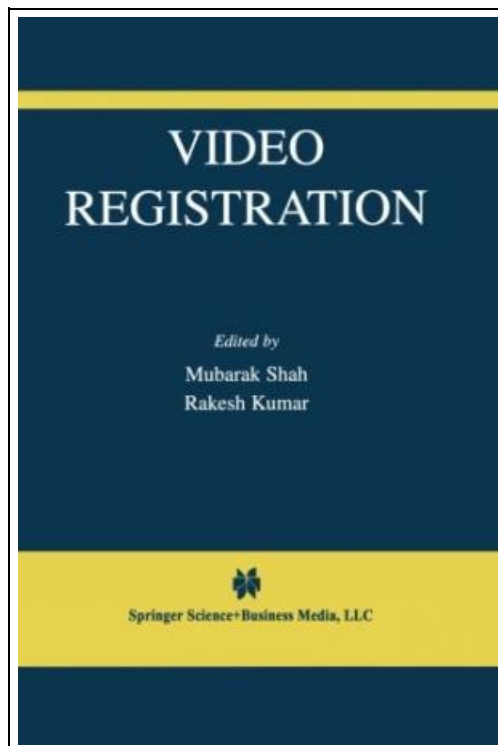 VIDEO
REGISTRATION
Edited by
Mubarak Shah
Rakesh Kumar
Springer Science+Business Media, LLC